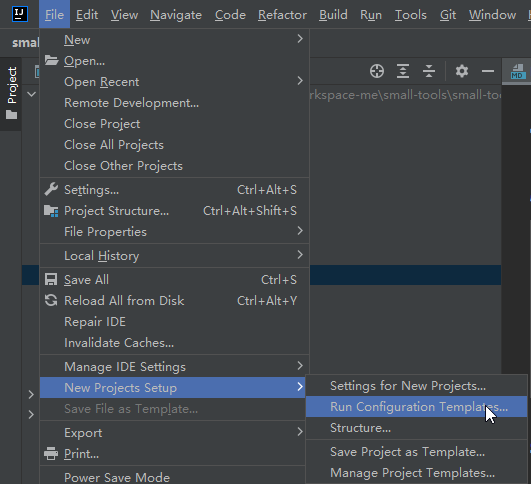 IJ File Edit View Navigate Code Refactor Build Run Tools Git Window
smal
Project
rkspace-me\small-tools\small-too
MD
New
Open...
Open Recent
Remote Development...
Close Project
Close All Projects
Close Other Projects
Settings... Ctrl+Alt+S
Project Structure... Ctrl+Alt+Shift+S
File Properties
Local History
Save All Ctrl+S
Reload All from Disk Ctrl+Alt+Y
Repair IDE
Invalidate Caches...
Manage IDE Settings
New Projects Setup
Save File as Template...
Export
Print...
Power Save Mode
Settings for New Projects...
Run Configuration Templates...
Structure...
Save Project as Template...
Manage Project Templates...